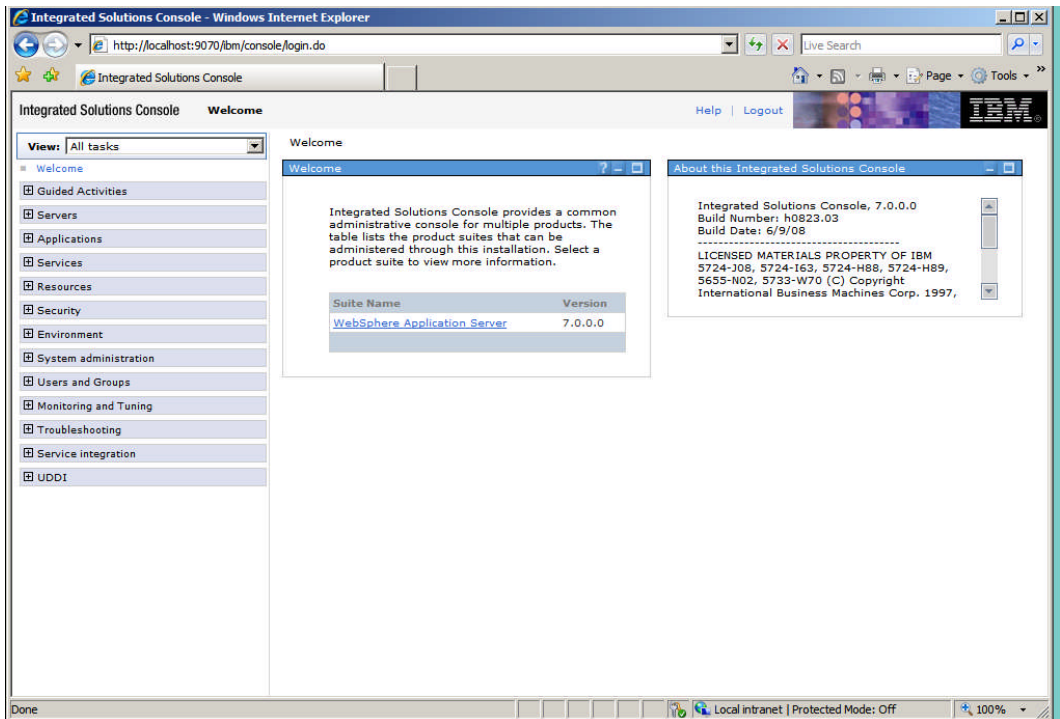 Integrated Solutions Console - Windows Internet Explorer
http://localhost:9070/ibm/console/login.do
Live Search
Integrated Solutions Console
Page
Tools
Integrated Solutions Console Welcome
Help | Logout
IBM
View: All tasks
Welcome
Guided Activities
Servers
Applications
Services
Resources
Security
Environment
System administration
Users and Groups
Monitoring and Tuning
Troubleshooting
Service integration
UDDI
Welcome
Welcome
Integrated Solutions Console provides a common
administrative console for multiple products. The
table lists the product suites that can be
administered through this installation. Select a
product suite to view more information.
Suite Name Version
WebSphere Application Server 7.0.0.0
About this Integrated Solutions Console
Integrated Solutions Console, 7.0.0.0
Build Number: h0823.03
Build Date: 6/9/08
----------------------------------------
LICENSED MATERIALS PROPERTY OF IBM
5724-J08, 5724-I63, 5724-H88, 5724-H89,
5655-N02, 5733-W70 (C) Copyright
International Business Machines Corp. 1997,
Done
Local intranet | Protected Mode: Off
100%